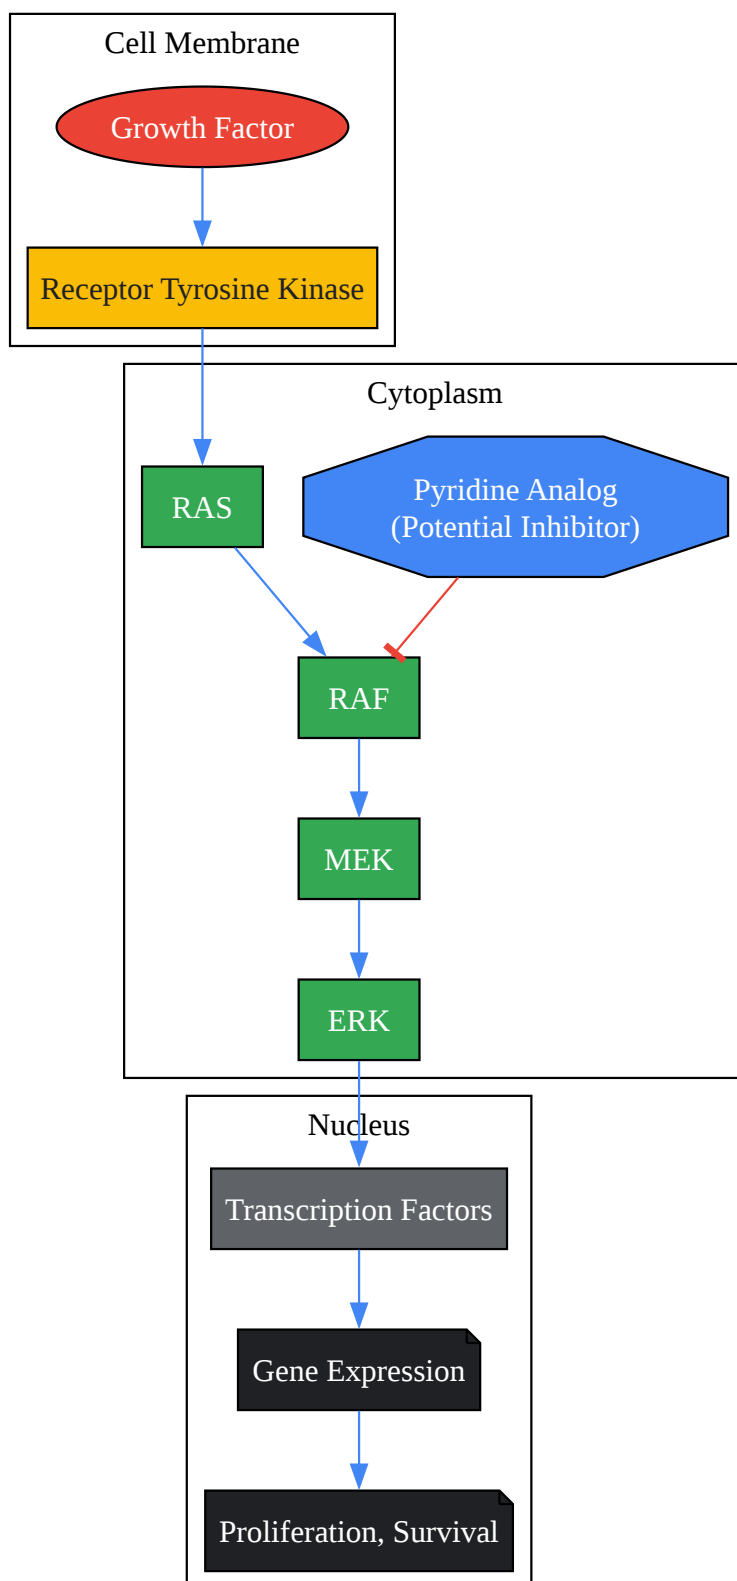 Cell Membrane
Growth Factor
Receptor Tyrosine Kinase
Cytoplasm
RAS
Pyridine Analog
(Potential Inhibitor)
RAF
MEK
ERK
Nucleus
Transcription Factors
Gene Expression
Proliferation, Survival